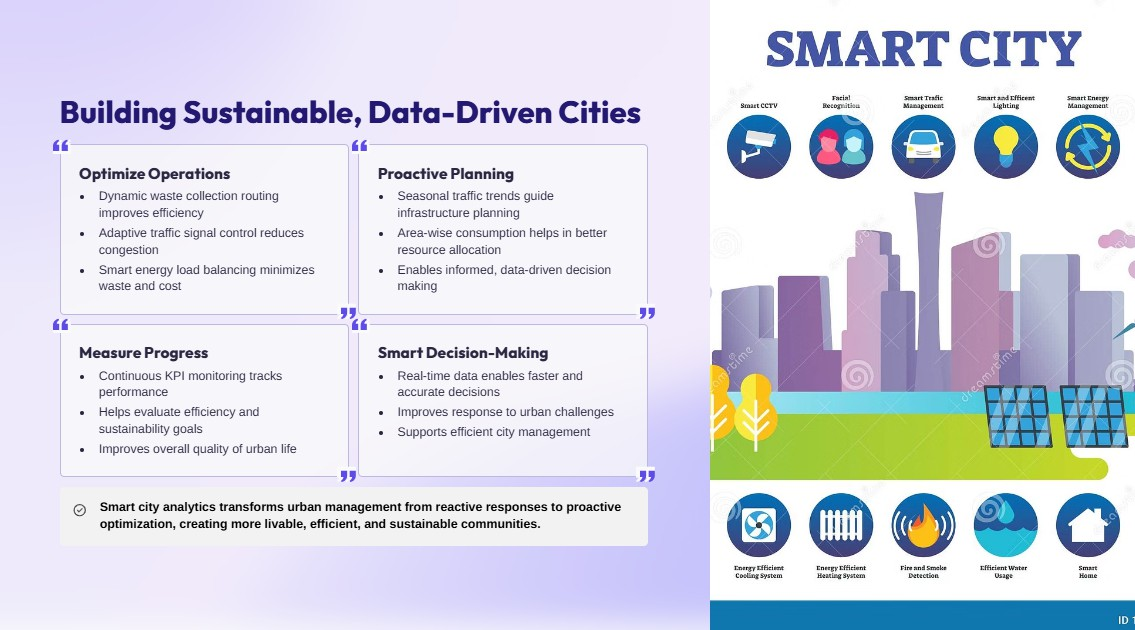 Building Sustainable, Data-Driven Cities
Optimize Operations
• Dynamic waste collection routing
improves efficiency
• Adaptive traffic signal control reduces
congestion
• Smart energy load balancing minimizes
waste and cost
Proactive Planning
• Seasonal traffic trends guide
infrastructure planning
• Area-wise consumption helps in better
resource allocation
• Enables informed, data-driven decision
making
Measure Progress
• Continuous KPI monitoring tracks
performance
• Helps evaluate efficiency and
sustainability goals
• Improves overall quality of urban life
Smart Decision-Making
• Real-time data enables faster and
accurate decisions
• Improves response to urban challenges
• Supports efficient city management
Smart city analytics transforms urban management from reactive responses to proactive
optimization, creating more livable, efficient, and sustainable communities.
SMART CITY
Smart CCTV
Facial
Recognition
Smart Trafic
Management
Smart and Efficent
Lighting
Smart Energy
Management
dreamstime
dreamstime
Energy Efficient
Cooling System
Energy Efficient
Heating System
Fire and Smoke
Detection
Efficient Water
Usage
Smart
Home
ID